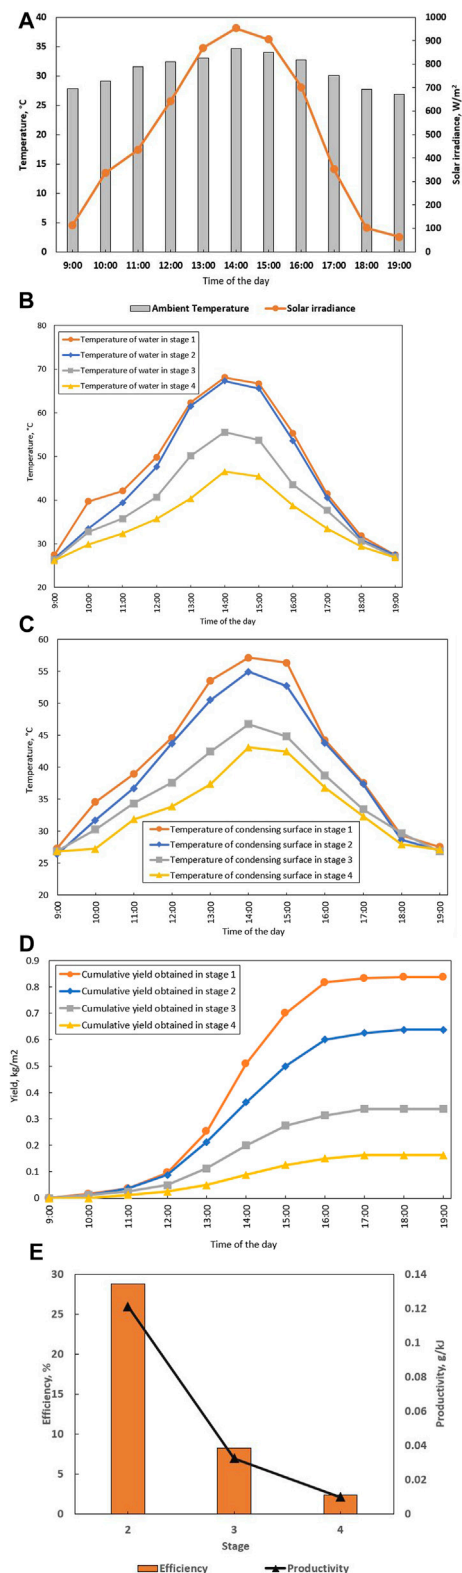 A
Temperature, °C
Solar irradiance, W/m²
40
35
30
25
20
15
10
5
0
1000
900
800
700
600
500
400
300
200
100
0
9:00 10:00 11:00 12:00 13:00 14:00 15:00 16:00 17:00 18:00 19:00
Time of the day
Ambient Temperature Solar irradiance
B
Temperature, °C
80
70
60
50
40
30
20
Temperature of water in stage 1
Temperature of water in stage 2
Temperature of water in stage 3
Temperature of water in stage 4
9:00 10:00 11:00 12:00 13:00 14:00 15:00 16:00 17:00 18:00 19:00
Time of the day
C
Temperature, °C
60
55
50
45
40
35
30
25
20
Temperature of condensing surface in stage 1
Temperature of condensing surface in stage 2
Temperature of condensing surface in stage 3
Temperature of condensing surface in stage 4
9:00 10:00 11:00 12:00 13:00 14:00 15:00 16:00 17:00 18:00 19:00
Time of the day
D
Yield, kg/m2
0.9
0.8
0.7
0.6
0.5
0.4
0.3
0.2
0.1
0
Cumulative yield obtained in stage 1
Cumulative yield obtained in stage 2
Cumulative yield obtained in stage 3
Cumulative yield obtained in stage 4
9:00 10:00 11:00 12:00 13:00 14:00 15:00 16:00 17:00 18:00 19:00
Time of the day
E
Efficiency, %
Productivity, g/kJ
30
25
20
15
10
5
0
0.14
0.12
0.1
0.08
0.06
0.04
0.02
0
2 3 4
Stage
Efficiency Productivity